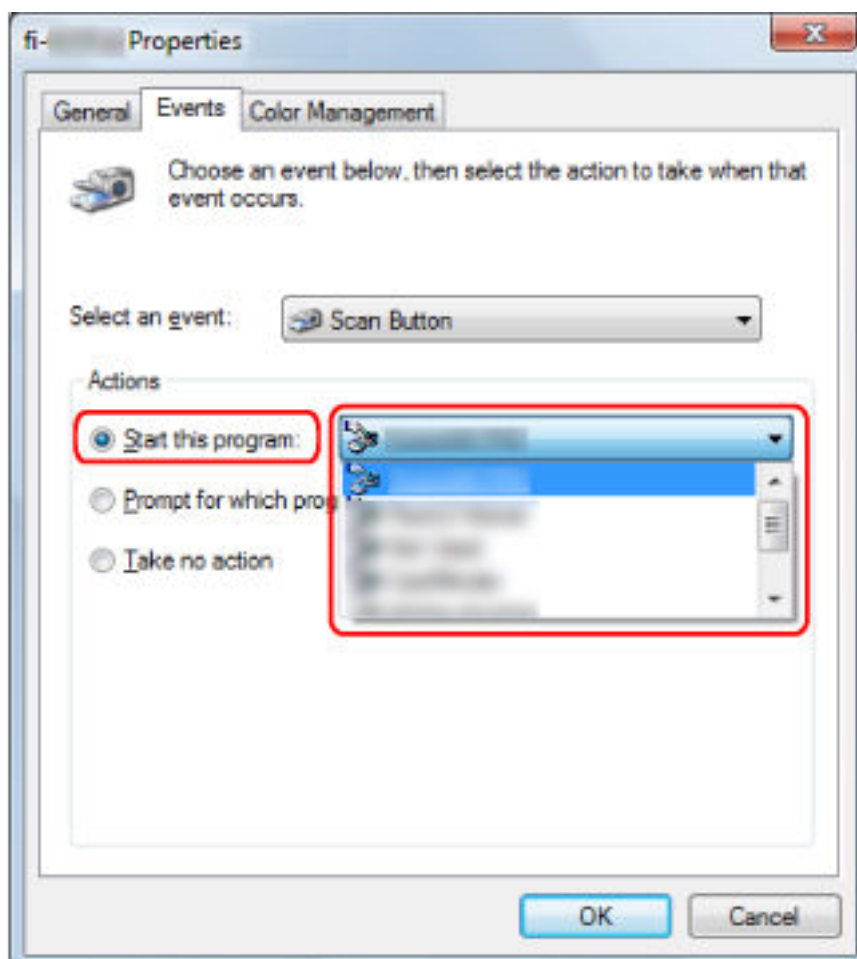 fi- Properties
General Events Color Management
Choose an event below, then select the action to take when that
event occurs.
Select an event: Scan Button
Actions
Start this program:
Prompt for which prog
Take no action
OK Cancel